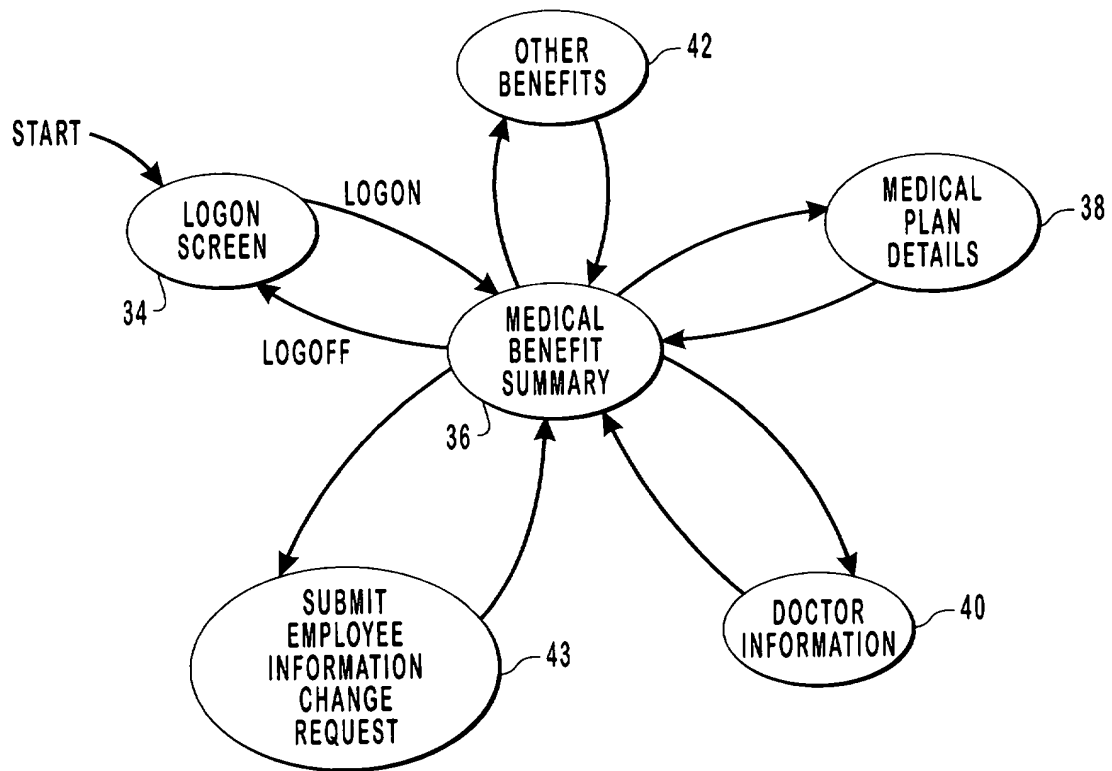 OTHER
BENEFITS
42
START
LOGON
SCREEN
34
LOGON
LOGOFF
MEDICAL
PLAN
DETAILS
38
MEDICAL
BENEFIT
SUMMARY
36
SUBMIT
EMPLOYEE
INFORMATION
CHANGE
REQUEST
43
DOCTOR
INFORMATION
40